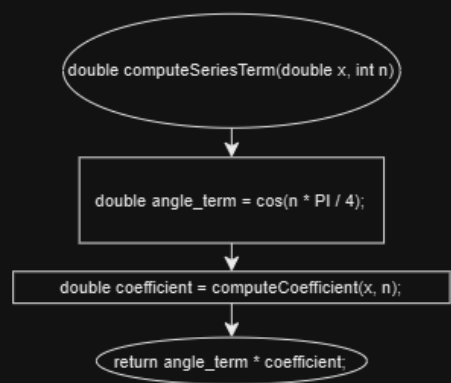 double computeSeriesTerm(double x, int n)
double angle_term = cos(n * PI / 4);
double coefficient = computeCoefficient(x, n);
return angle_term * coefficient;